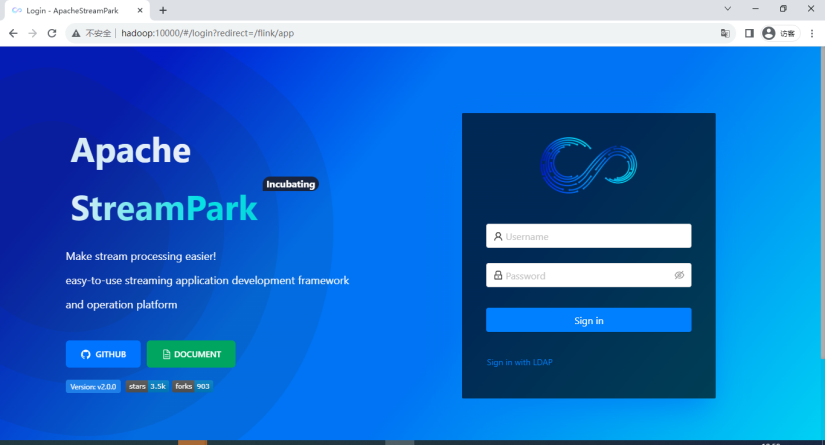 Login - ApacheStreamPark
不安全 | hadoop:10000/#/login?redirect=/flink/app
访客
Apache
StreamPark
Incubating
Make stream processing easier!
easy-to-use streaming application development framework
and operation platform
GITHUB
DOCUMENT
Version: v2.0.0
stars 3.5k
forks 903
Username
Password
Sign in
Sign in with LDAP